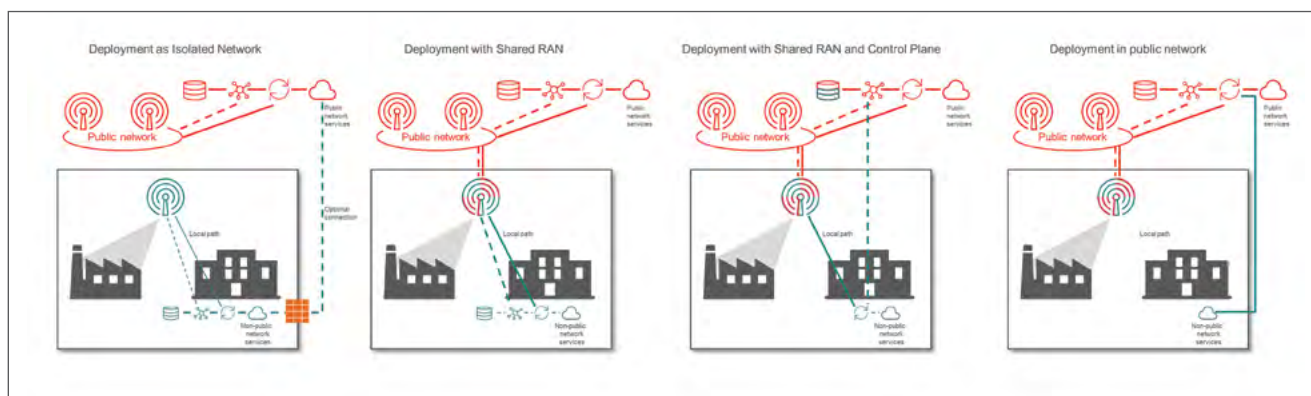 Deployment as Isolated Network
Public
network
services
Public network
Optional
connection
Local path
Non-public
network
services
Deployment with Shared RAN
Public
network
services
Public network
Local path
Non-public
network
services
Deployment with Shared RAN and Control Plane
Public
network
services
Public network
Local path
Non-public
network
services
Deployment in public network
Public
network
services
Public network
Local path
Non-public
network
services